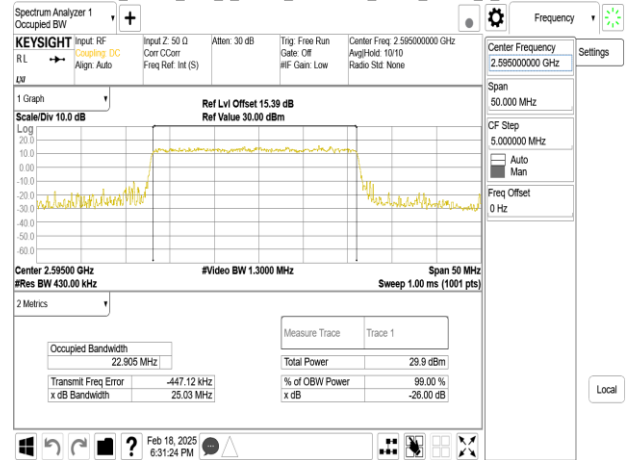 Spectrum Analyzer 1
Occupied BW
Frequency
KEYSIGHT
RL
Input: RF
Coupling: DC
Align: Auto
Input Z: 50 Ω
Corr CCorr
Freq Ref: Int (S)
Atten: 30 dB
Trig: Free Run
Gate: Off
#IF Gain: Low
Center Freq: 2.595000000 GHz
Avg|Hold: 10/10
Radio Std: None
LXI
1 Graph
Scale/Div 10.0 dB
Ref Lvl Offset 15.39 dB
Ref Value 30.00 dBm
Log
20.0
10.0
0.00
-10.0
-20.0
-30.0
-40.0
-50.0
-60.0
Center 2.59500 GHz
#Res BW 430.00 kHz
#Video BW 1.3000 MHz
Span 50 MHz
Sweep 1.00 ms (1001 pts)
2 Metrics
Occupied Bandwidth
22.905 MHz
Transmit Freq Error -447.12 kHz
x dB Bandwidth 25.03 MHz
Measure Trace Trace 1
Total Power 29.9 dBm
% of OBW Power 99.00 %
x dB -26.00 dB
Feb 18, 2025
6:31:24 PM
Center Frequency
2.595000000 GHz
Settings
Span
50.000 MHz
CF Step
5.000000 MHz
Auto
Man
Freq Offset
0 Hz
Local